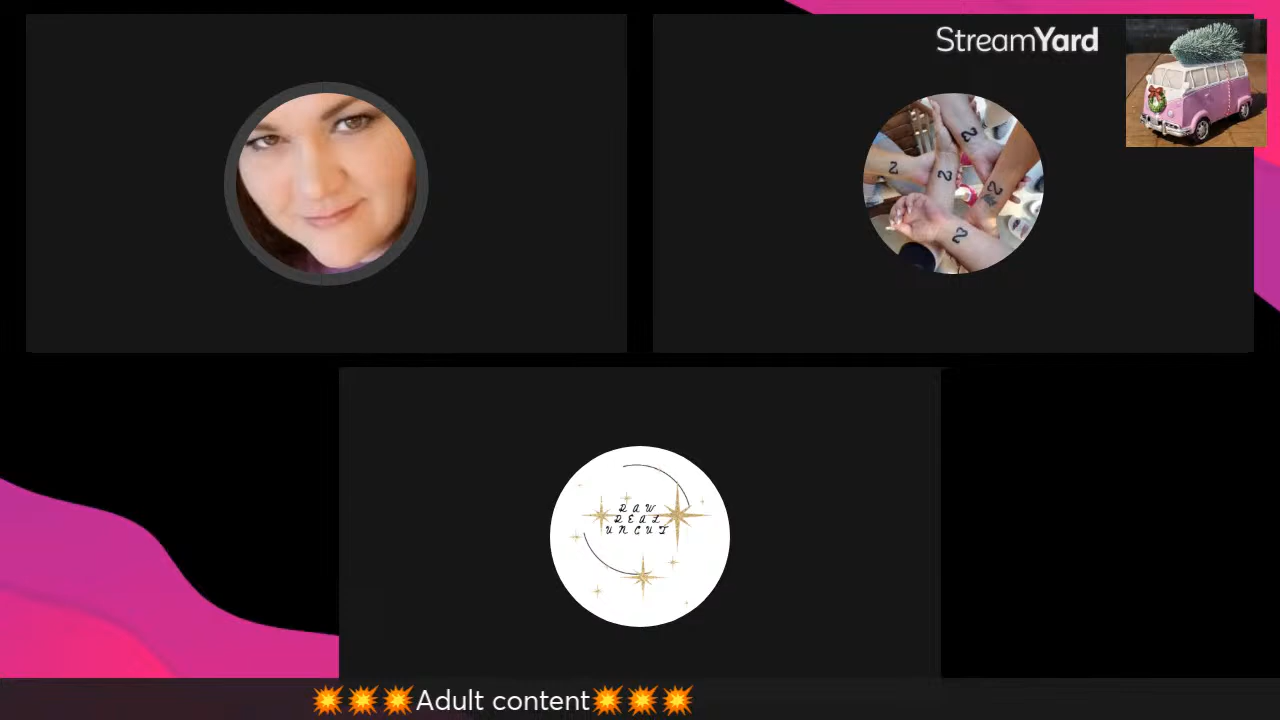 StreamYard
RAW
REAL
UNCUT
💥💥💥Adult content💥💥💥